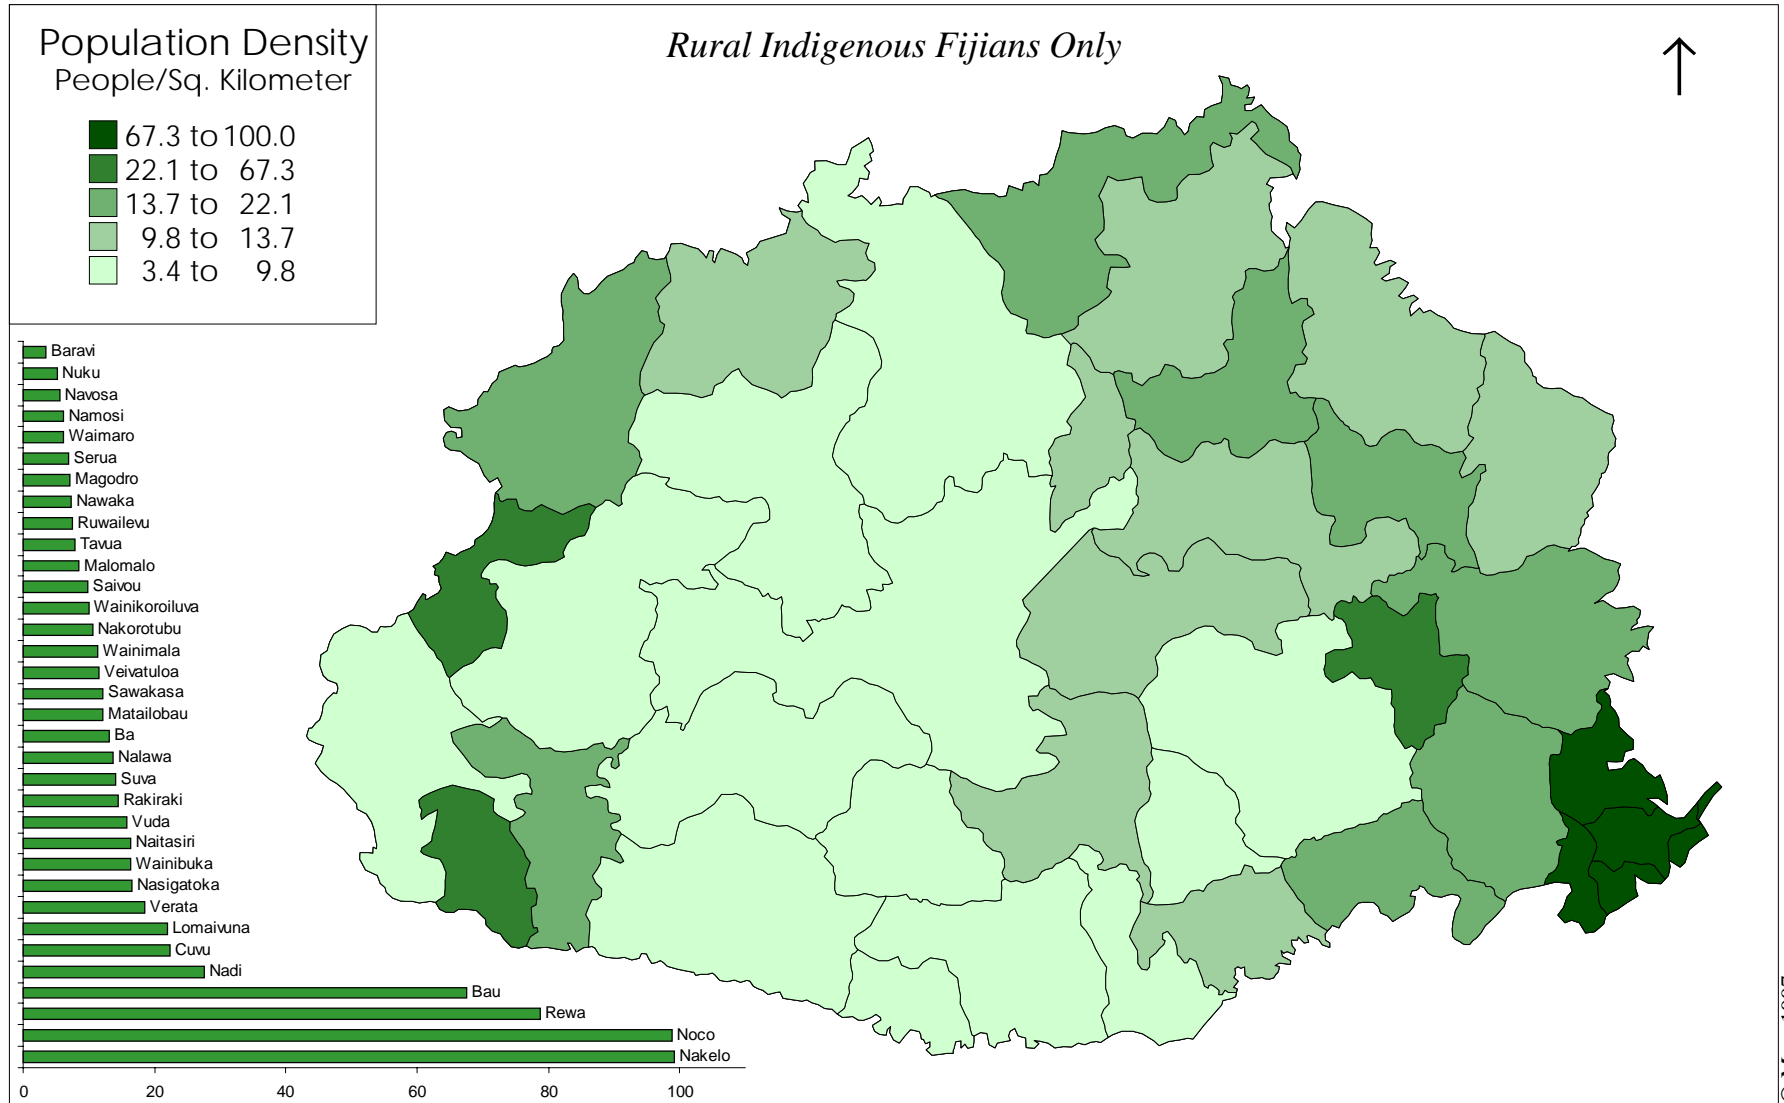 Population Density
People/Sq. Kilometer
67.3 to 100.0
22.1 to 67.3
13.7 to 22.1
9.8 to 13.7
3.4 to 9.8
Rural Indigenous Fijians Only
Baravi
Nuku
Navosa
Namosi
Waimaro
Serua
Magodro
Nawaka
Ruwailevu
Tavua
Malomalo
Saivou
Wainikoroiluva
Nakorotubu
Wainimala
Veivatuloa
Sawakasa
Matailobau
Ba
Nalawa
Suva
Rakiraki
Vuda
Naitasiri
Wainibuka
Nasigatoka
Verata
Lomaivuna
Cuvu
Nadi
Bau
Rewa
Noco
Nakelo
0 20 40 60 80 100